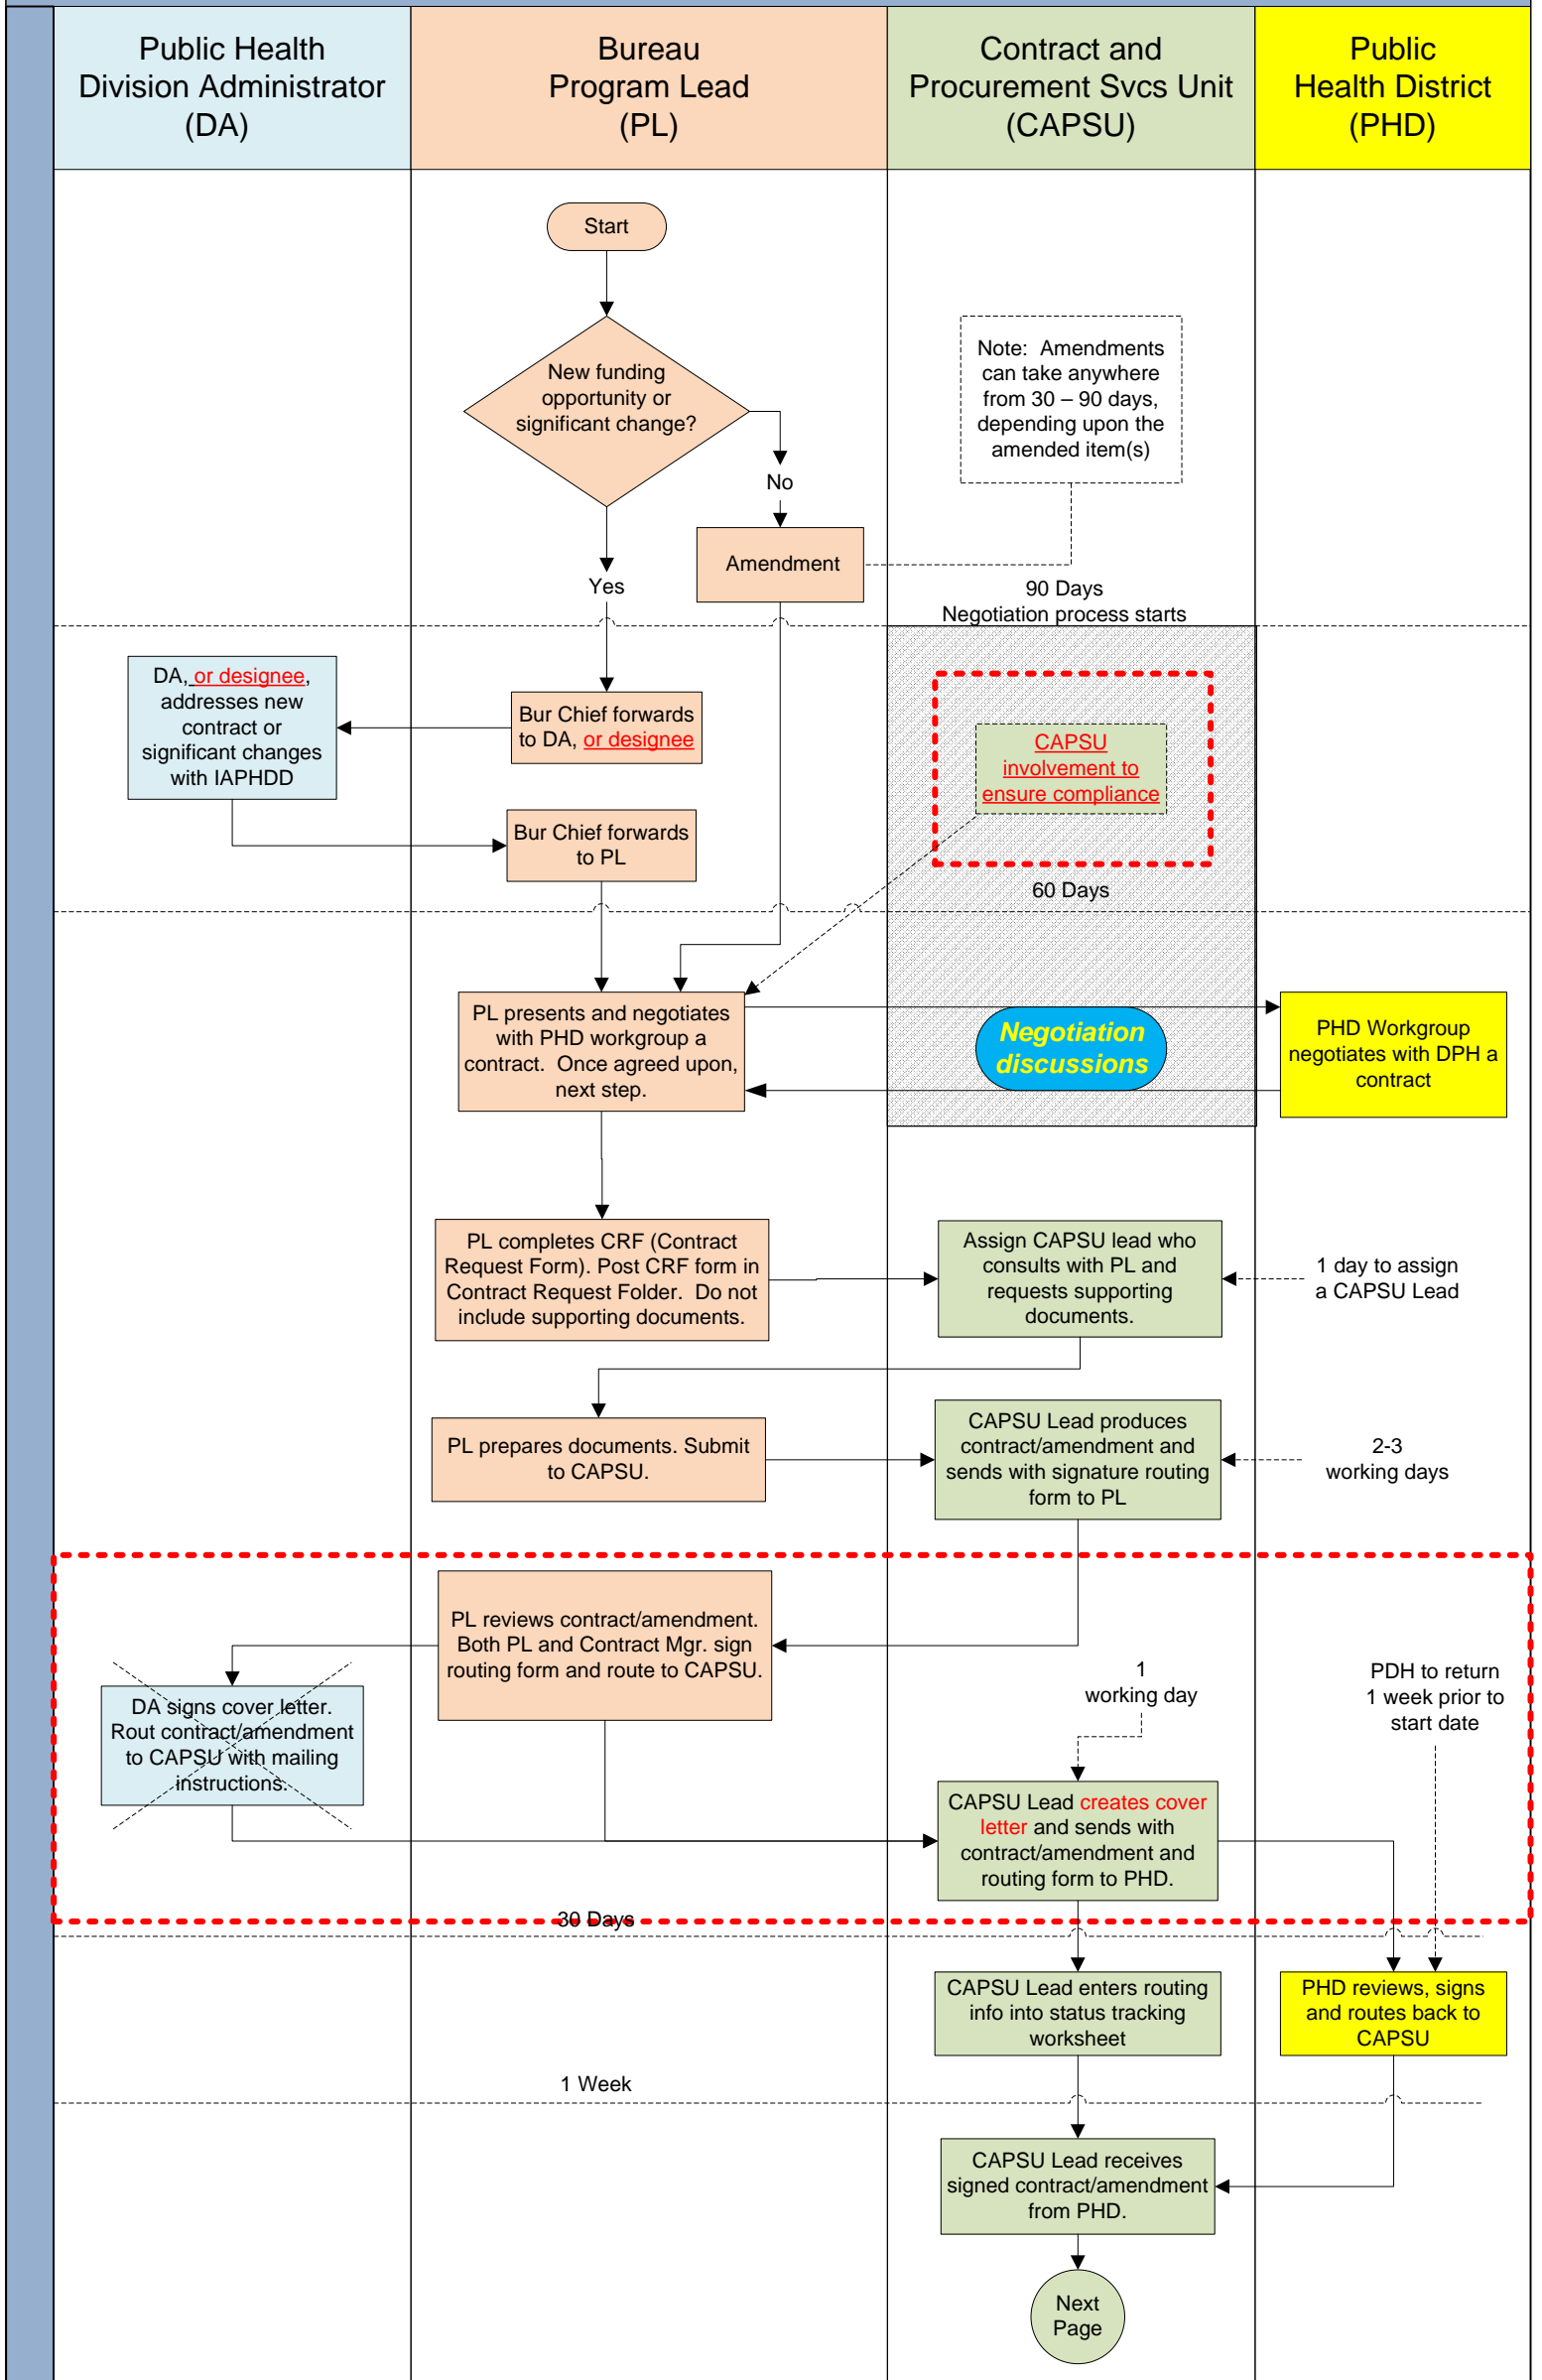 Public Health
Division Administrator
(DA)
Bureau
Program Lead
(PL)
Contract and
Procurement Svcs Unit
(CAPSU)
Public
Health District
(PHD)
Start
New funding
opportunity or
significant change?
Note: Amendments
can take anywhere
from 30 – 90 days,
depending upon the
amended item(s)
No
Amendment
Yes
90 Days
Negotiation process starts
DA, or designee,
addresses new
contract or
significant changes
with IAPHDD
Bur Chief forwards
to DA, or designee
CAPSU
involvement to
ensure compliance
Bur Chief forwards
to PL
60 Days
PL presents and negotiates
with PHD workgroup a
contract. Once agreed upon,
next step.
Negotiation
discussions
PHD Workgroup
negotiates with DPH a
contract
PL completes CRF (Contract
Request Form). Post CRF form in
Contract Request Folder. Do not
include supporting documents.
Assign CAPSU lead who
consults with PL and
requests supporting
documents.
1 day to assign
a CAPSU Lead
PL prepares documents. Submit
to CAPSU.
CAPSU Lead produces
contract/amendment and
sends with signature routing
form to PL
2-3
working days
PL reviews contract/amendment.
Both PL and Contract Mgr. sign
routing form and route to CAPSU.
DA signs cover letter.
Rout contract/amendment
to CAPSU with mailing
instructions.
1
working day
PDH to return
1 week prior to
start date
CAPSU Lead creates cover
letter and sends with
contract/amendment and
routing form to PHD.
30 Days
CAPSU Lead enters routing
info into status tracking
worksheet
PHD reviews, signs
and routes back to
CAPSU
1 Week
CAPSU Lead receives
signed contract/amendment
from PHD.
Next
Page